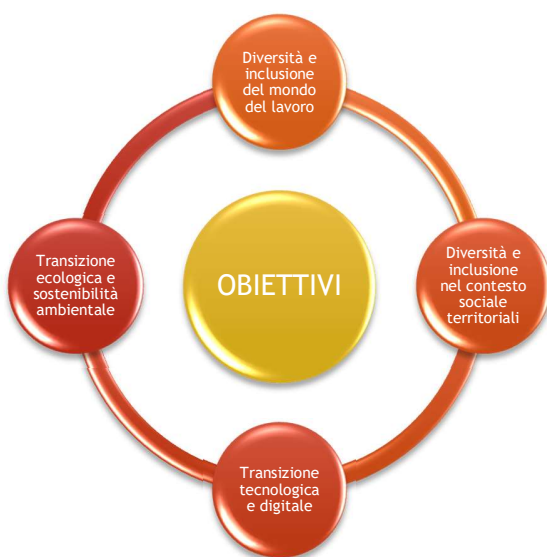 Diversità e
inclusione
del mondo
del lavoro
Transizione
ecologica e
sostenibilità
ambientale
OBIETTIVI
Diversità e
inclusione
nel contesto
sociale
territoriali
Transizione
tecnologica
e digitale